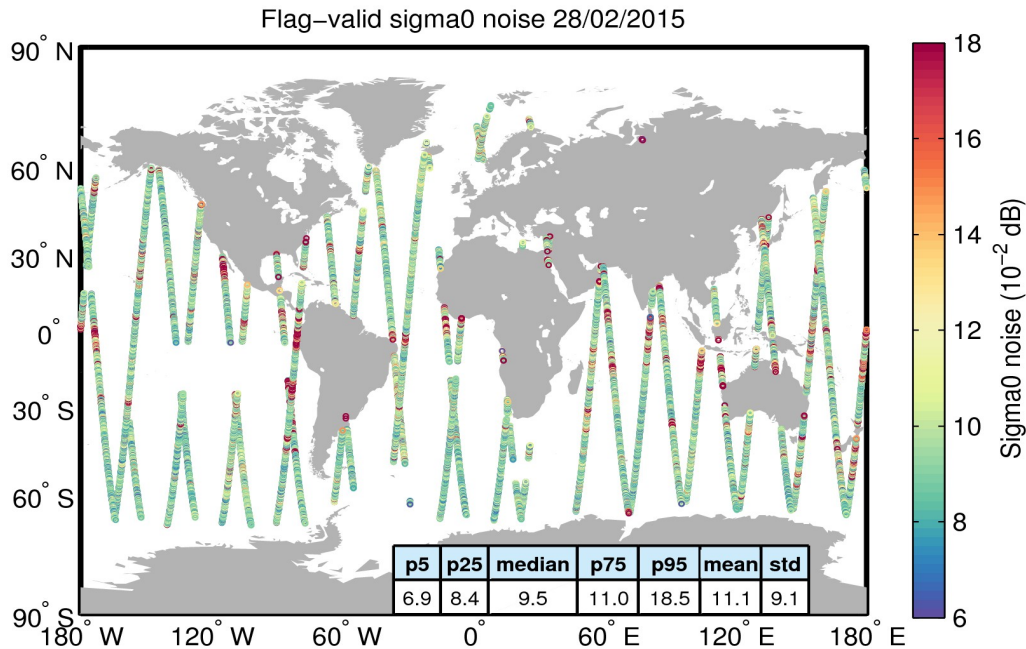 Flag−valid sigma0 noise 28/02/2015
90° N
60° N
30° N
0°
30° S
60° S
90° S
180° W
120° W
60° W
0°
60° E
120° E
180° E
p5 p25 median p75 p95 mean std
6.9 8.4 9.5 11.0 18.5 11.1 9.1
18
16
14
12
10
8
6
Sigma0 noise (10⁻² dB)